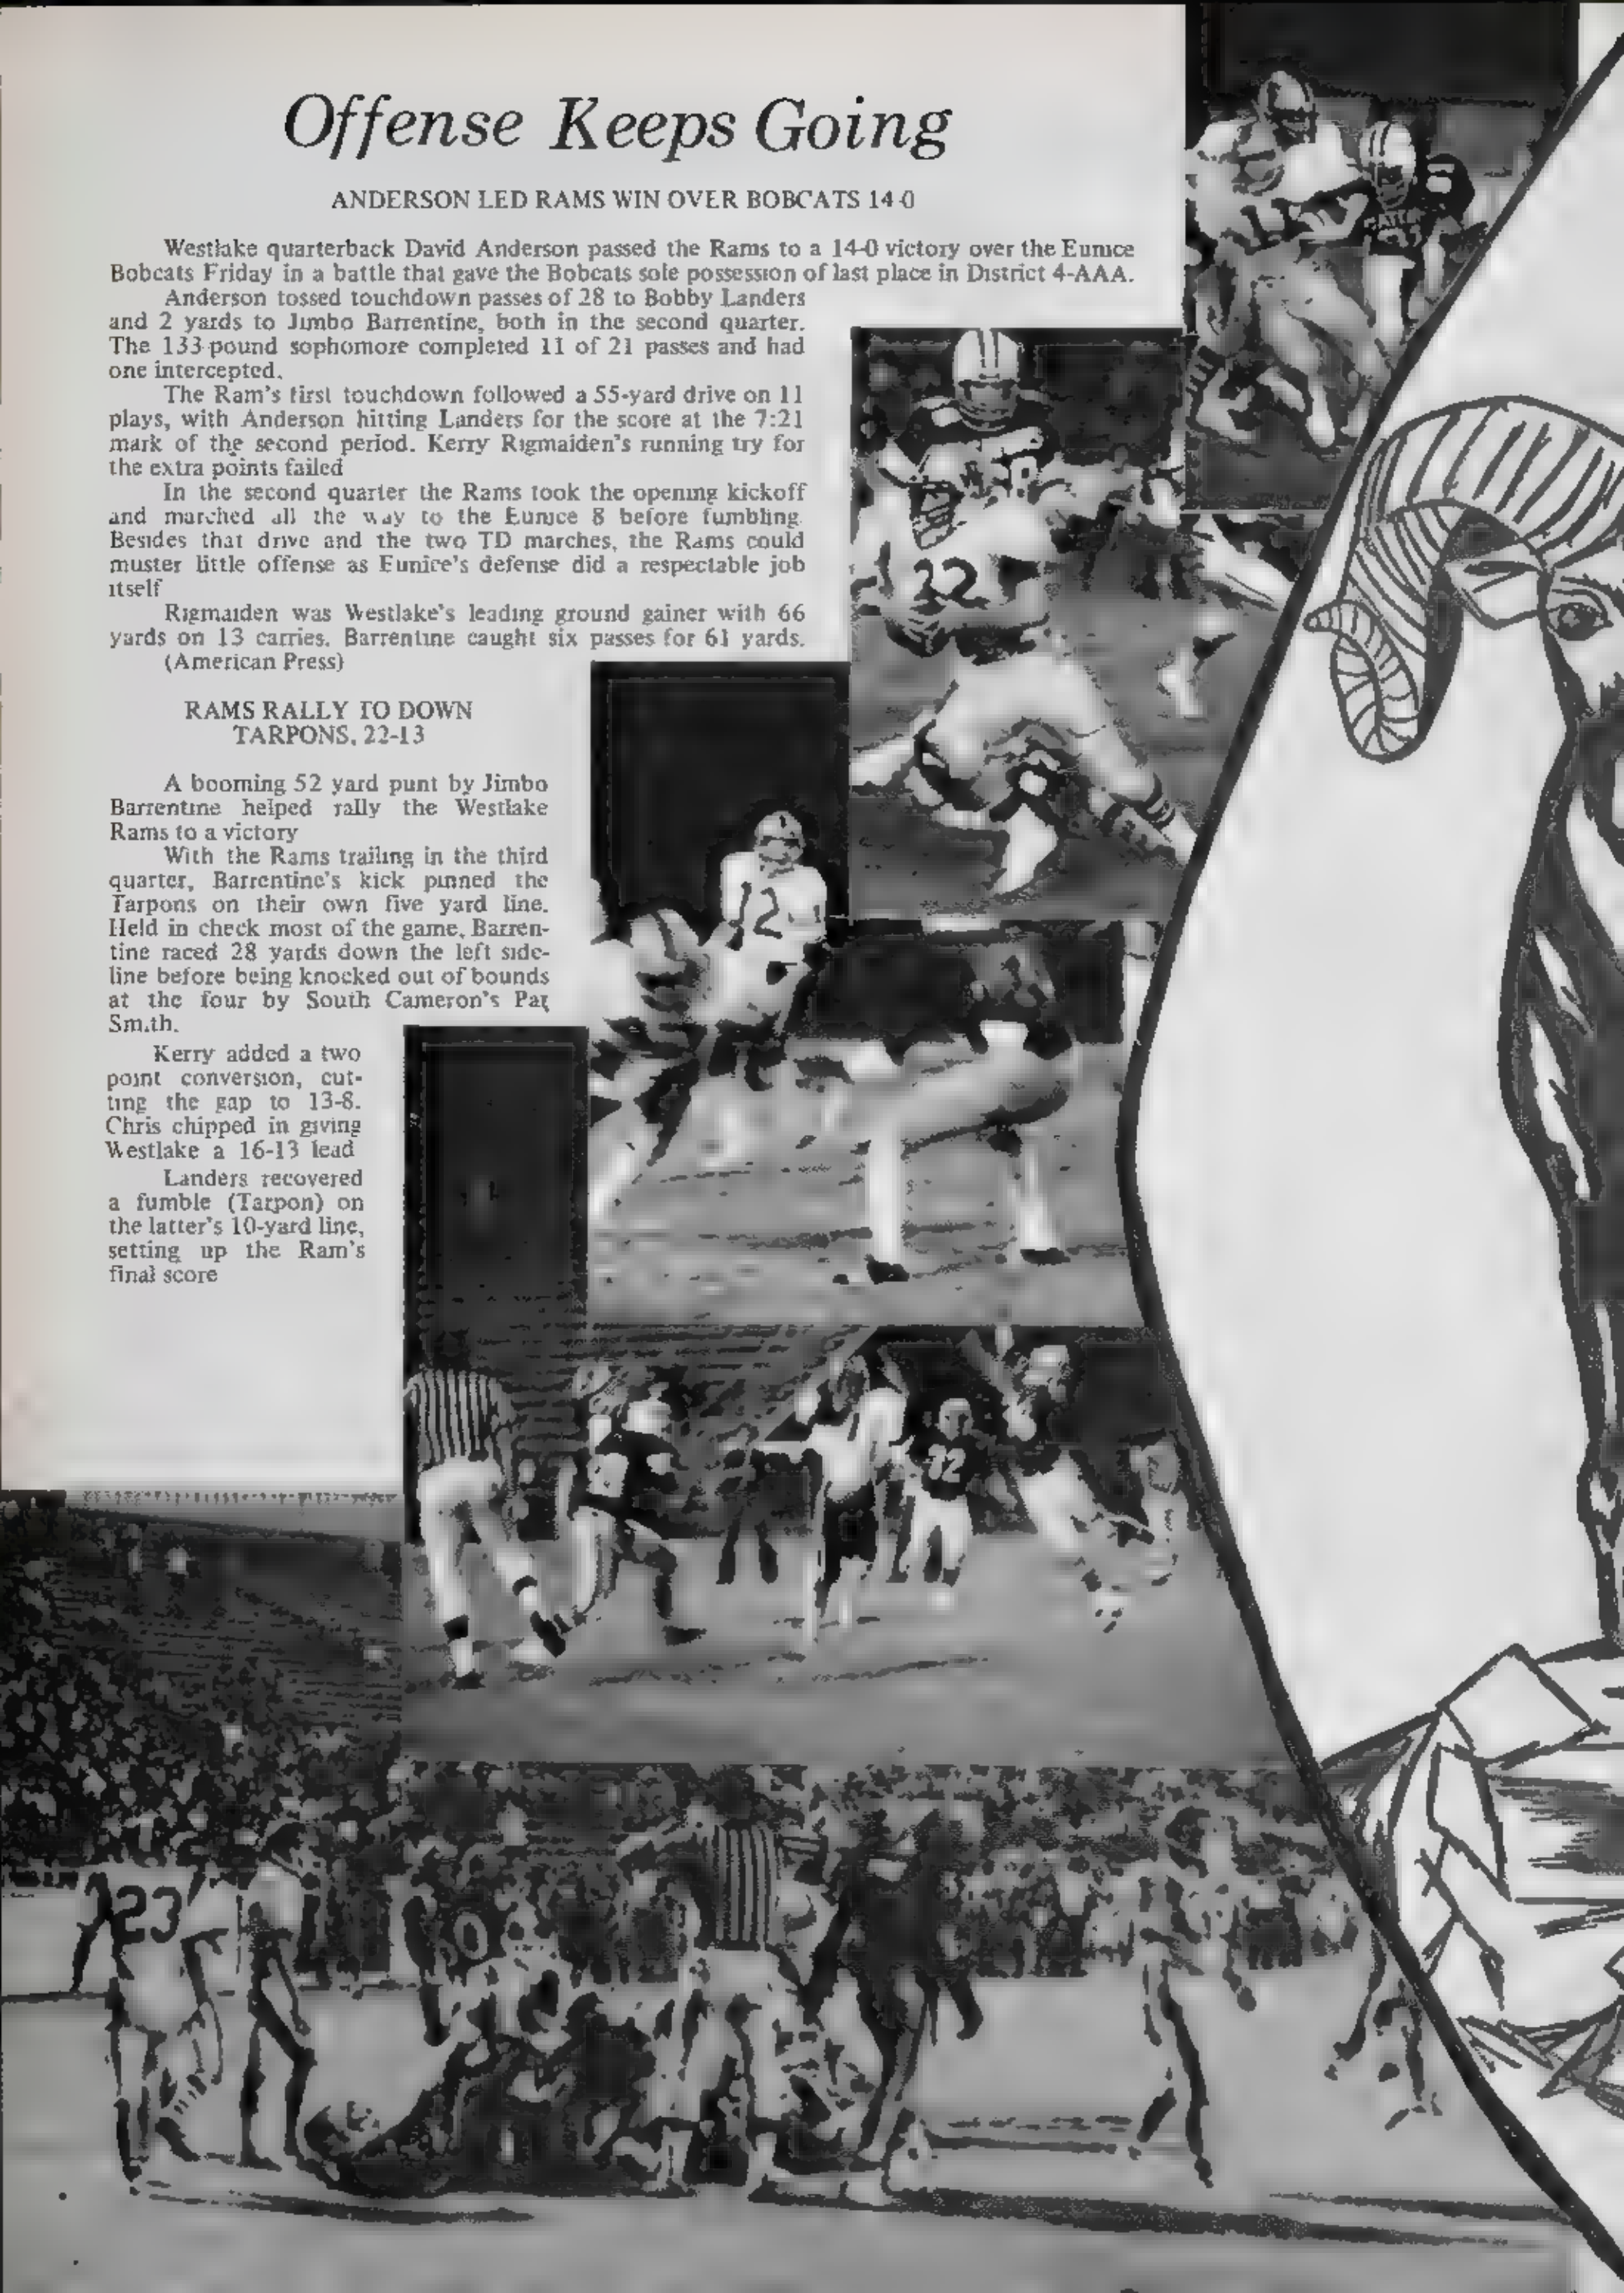 Offense Keeps Going
ANDERSON LED RAMS WIN OVER BOBCATS 14-0
Westlake quarterback David Anderson passed the Rams to a 14-0 victory over the Eunice
Bobcats Friday in a battle that gave the Bobcats sole possession of last place in District 4-AAA.
Anderson tossed touchdown passes of 28 to Bobby Landers
and 2 yards to Jimbo Barrentine, both in the second quarter.
The 133-pound sophomore completed 11 of 21 passes and had
one intercepted.
The Ram's first touchdown followed a 55-yard drive on 11
plays, with Anderson hitting Landers for the score at the 7:21
mark of the second period. Kerry Rigmaiden's running try for
the extra points failed
In the second quarter the Rams took the opening kickoff
and marched all the way to the Eunice 8 before fumbling.
Besides that drive and the two TD marches, the Rams could
muster little offense as Eunice's defense did a respectable job
itself
Rigmaiden was Westlake's leading ground gainer with 66
yards on 13 carries. Barrentine caught six passes for 61 yards.
(American Press)
RAMS RALLY TO DOWN
TARPONS, 22-13
A booming 52 yard punt by Jimbo
Barrentine helped rally the Westlake
Rams to a victory
With the Rams trailing in the third
quarter, Barrentine's kick pinned the
Tarpons on their own five yard line.
Held in check most of the game, Barren-
tine raced 28 yards down the left side-
line before being knocked out of bounds
at the four by South Cameron's Pat
Smith.
Kerry added a two
point conversion, cut-
ting the gap to 13-8.
Chris chipped in giving
Westlake a 16-13 lead
Landers recovered
a fumble (Tarpon) on
the latter's 10-yard line,
setting up the Ram's
final score
32
12
32
23